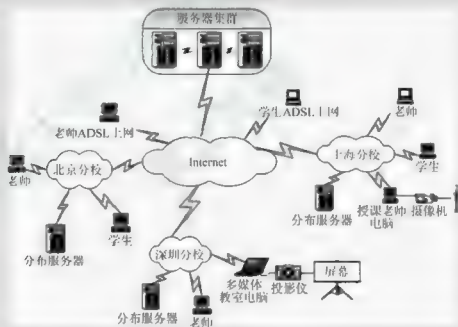 服务器集群
学生ADSL上网
老师
老师ADSL上网
Internet
北京分校
上海分校
老师
学生
学生
分布服务器
授课老师
电脑
摄像机
分布服务器
深圳分校
多媒体
教室电脑
投影仪
屏幕
分布服务器
老师